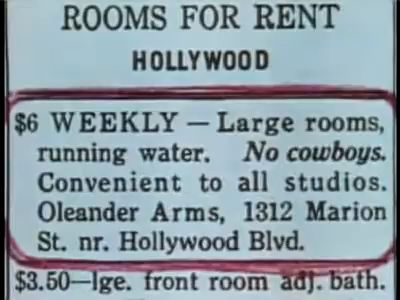 ROOMS FOR RENT
HOLLYWOOD
$6 WEEKLY — Large rooms,
running water. No cowboys.
Convenient to all studios.
Oleander Arms, 1312 Marion
St. nr. Hollywood Blvd.
$3.50—lge. front room adj. bath.